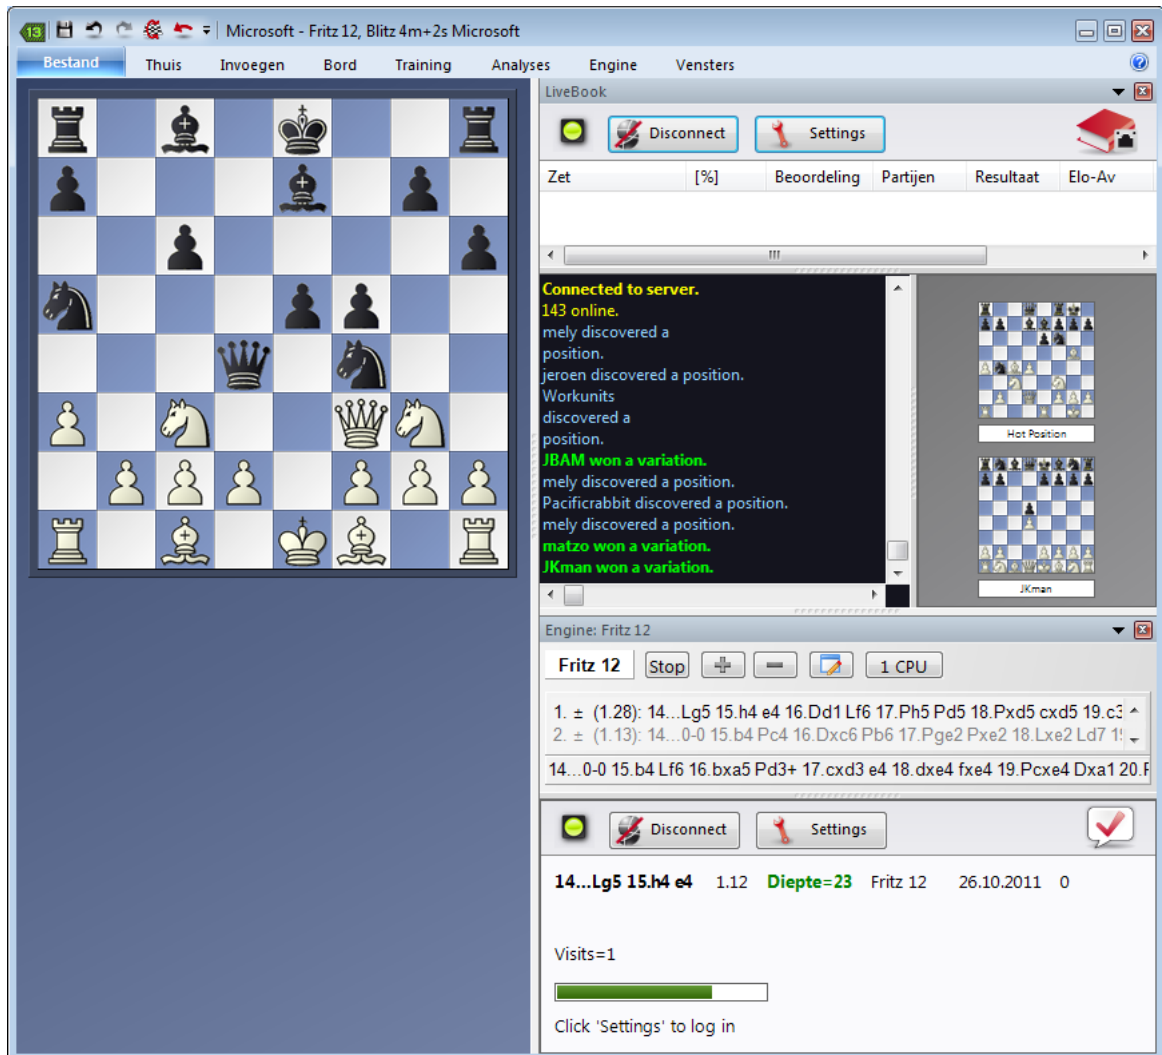 13 Microsoft - Fritz 12, Blitz 4m+2s Microsoft
Bestand Thuis Invoegen Bord Training Analyses Engine Vensters
LiveBook
Disconnect Settings
Zet [%] Beoordeling Partijen Resultaat Elo-Av
Connected to server.
143 online.
mely discovered a
position.
jeroen discovered a position.
Workunits
discovered a
position.
JBAM won a variation.
mely discovered a position.
Pacificrabbit discovered a position.
mely discovered a position.
matzo won a variation.
JKman won a variation.
Hot Position
JKman
Engine: Fritz 12
Fritz 12 Stop 1 CPU
1. ± (1.28): 14...Lg5 15.h4 e4 16.Dd1 Lf6 17.Ph5 Pd5 18.Pxd5 cxd5 19.c3
2. ± (1.13): 14...0-0 15.b4 Pc4 16.Dxc6 Pb6 17.Pge2 Pxe2 18.Lxe2 Ld7
14...0-0 15.b4 Lf6 16.bxa5 Pd3+ 17.cxd3 e4 18.dxe4 fxe4 19.Pcxe4 Dxa1
Disconnect Settings
14...Lg5 15.h4 e4 1.12 Diepte=23 Fritz 12 26.10.2011 0
Visits=1
Click 'Settings' to log in